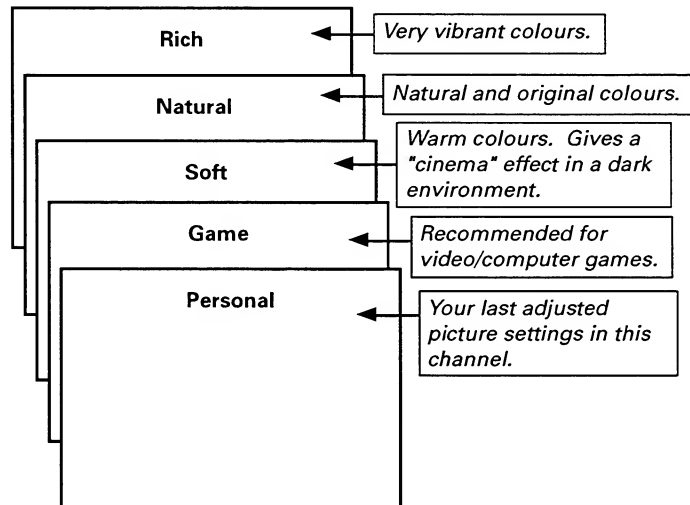 Rich
Very vibrant colours.
Natural
Natural and original colours.
Soft
Warm colours.  Gives a
"cinema" effect in a dark
environment.
Game
Recommended for
video/computer games.
Personal
Your last adjusted
picture settings in this
channel.